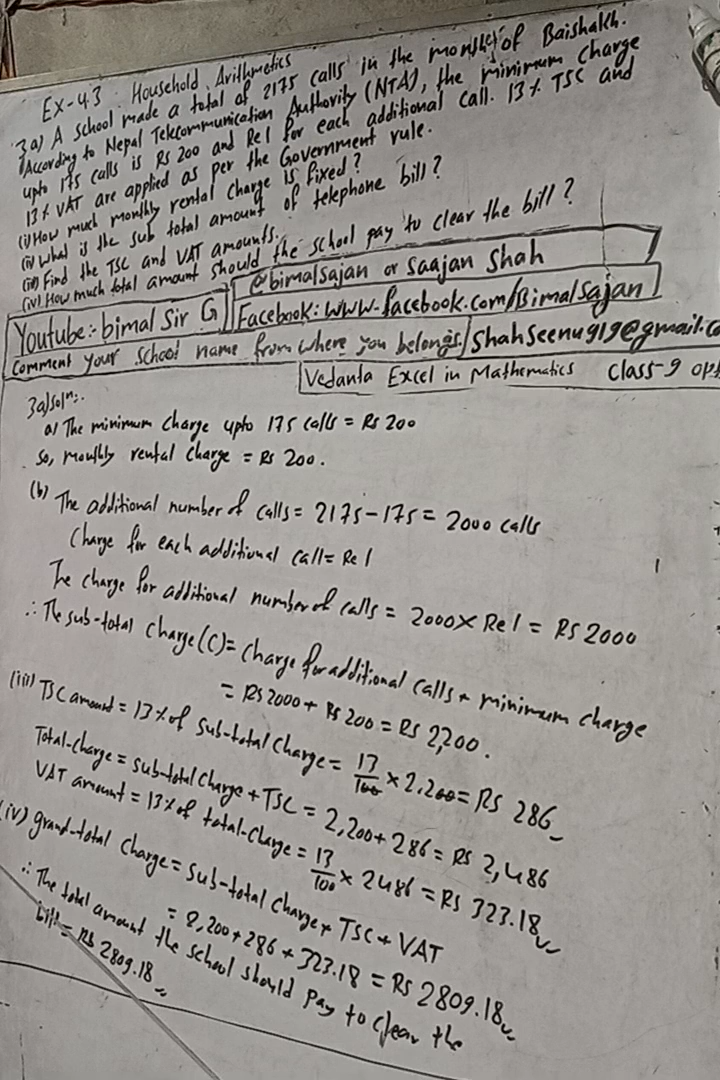 Ex-4.3 Household Arithmetics
3a) A school made a total of 2175 calls in the month of Baishakh.
According to Nepal Telecommunication Authority (NTA), the minimum charge
upto 175 calls is Rs 200 and Re 1 for each additional call. 13% TSC and
13% VAT are applied as per the Government rule.
(i) How much monthly rental charge is fixed?
(ii) What is the sub total amount of telephone bill?
(iii) Find the TSC and VAT amounts.
(iv) How much total amount should the school pay to clear the bill?
Youtube:- bimal Sir G
@bimalsajan or Saajan Shah
Facebook: www.facebook.com/Bimalsajan
Comment your school name from where you belongs. Shahseenu919@gmail.co
Vedanta Excel in Mathematics Class-9 opt
3a) Soln:-
a) The minimum charge upto 175 calls = Rs 200
So, monthly rental charge = Rs 200.
(b) The additional number of calls = 2175-175 = 2000 calls
Charge for each additional call = Re 1
The charge for additional number of calls = 2000 × Re 1 = Rs 2000
∴ The sub-total charge (C) = charge for additional calls + minimum charge
= Rs 2000 + Rs 200 = Rs 2,200.
(iii) TSC amount = 13% of sub-total charge = 13/100 × 2,200 = Rs 286
Total-charge = sub-total charge + TSC = 2,200 + 286 = Rs 2,486
VAT amount = 13% of total-charge = 13/100 × 2486 = Rs 323.18
(iv) grand-total charge = sub-total charge + TSC + VAT
= 2,200 + 286 + 323.18 = Rs 2809.18
∴ The total amount the school should pay to clear the
bill = Rs 2809.18